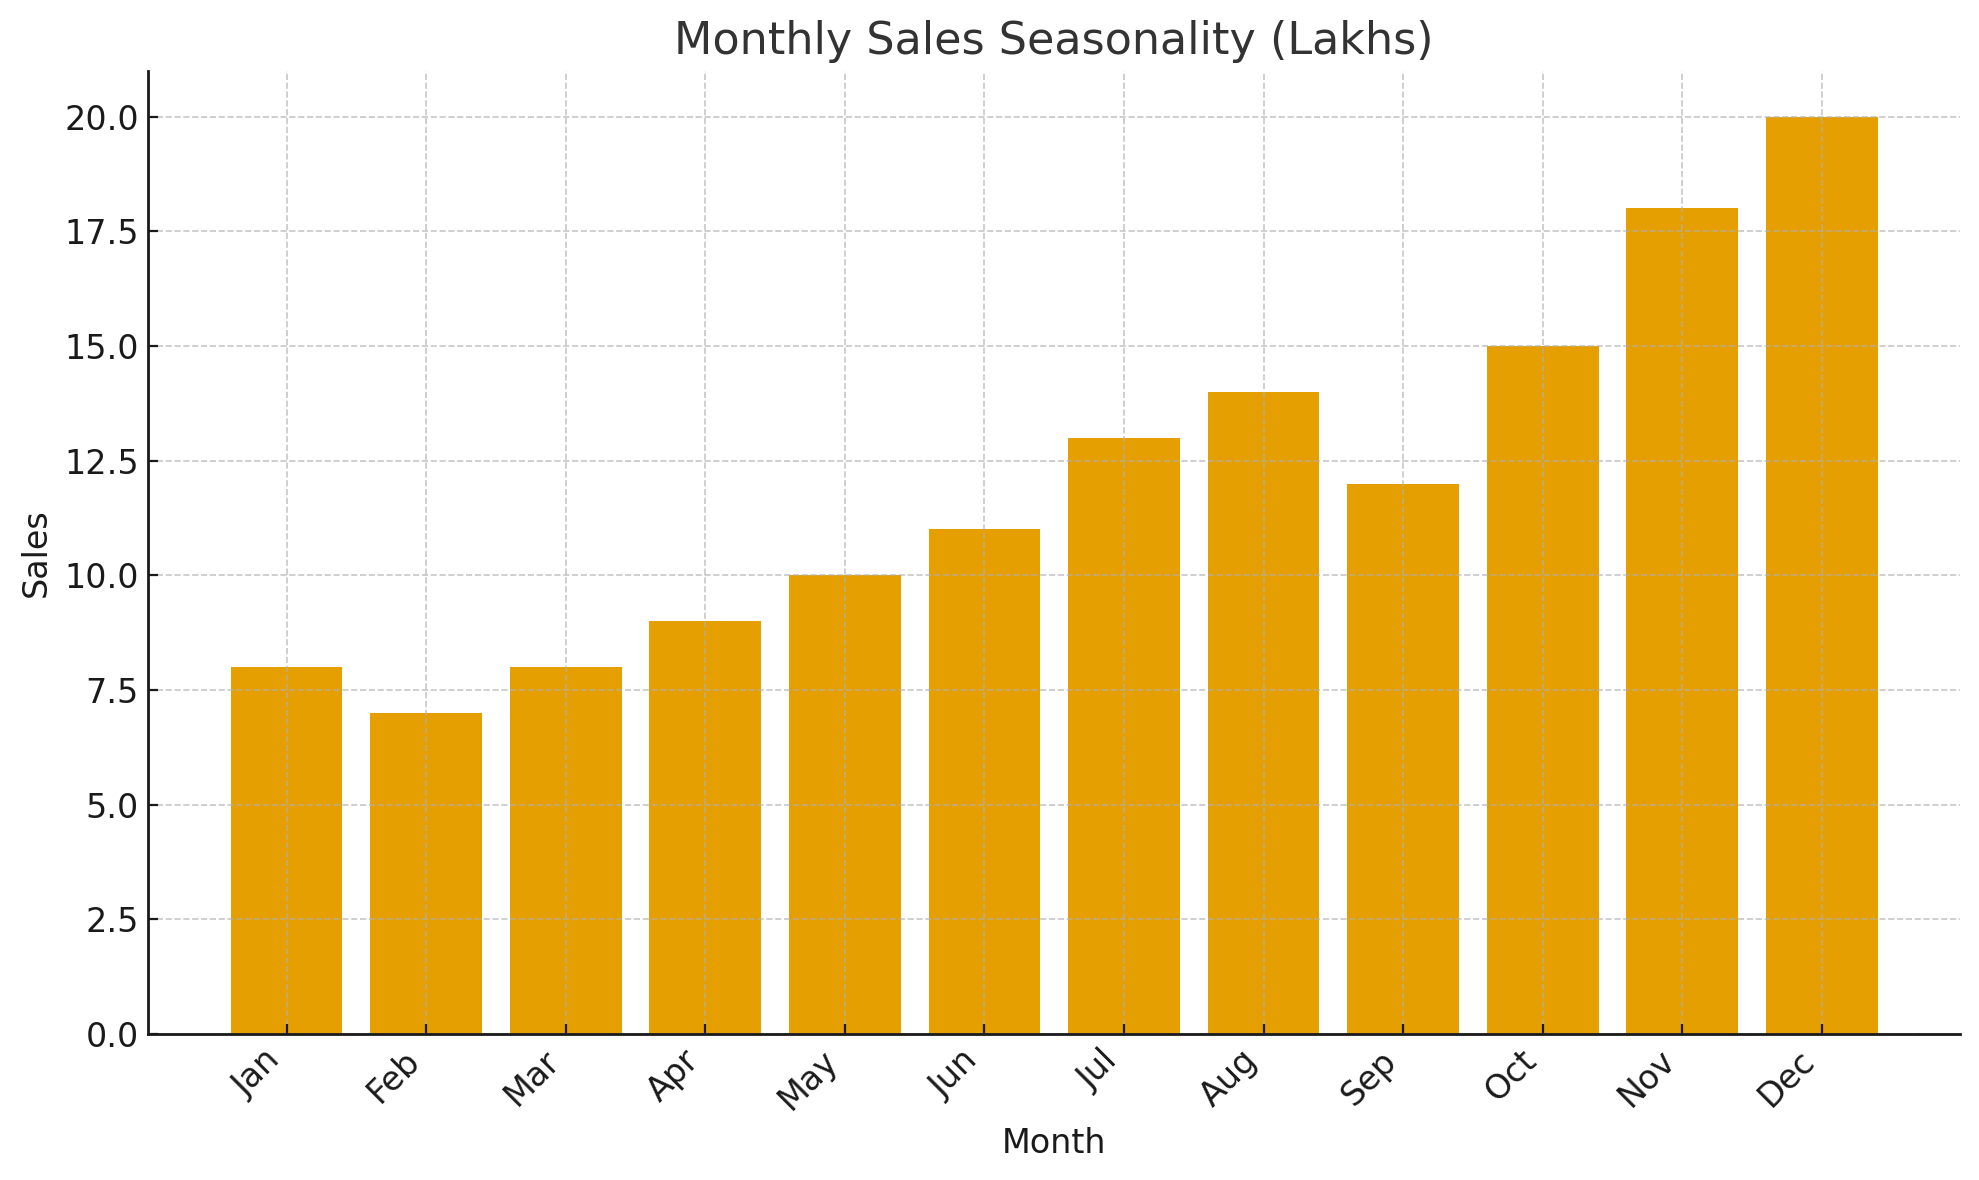 Monthly Sales Seasonality (Lakhs)
20.0
17.5
15.0
12.5
10.0
7.5
5.0
2.5
0.0
Sales
Jan Feb Mar Apr May Jun Jul Aug Sep Oct Nov Dec
Month